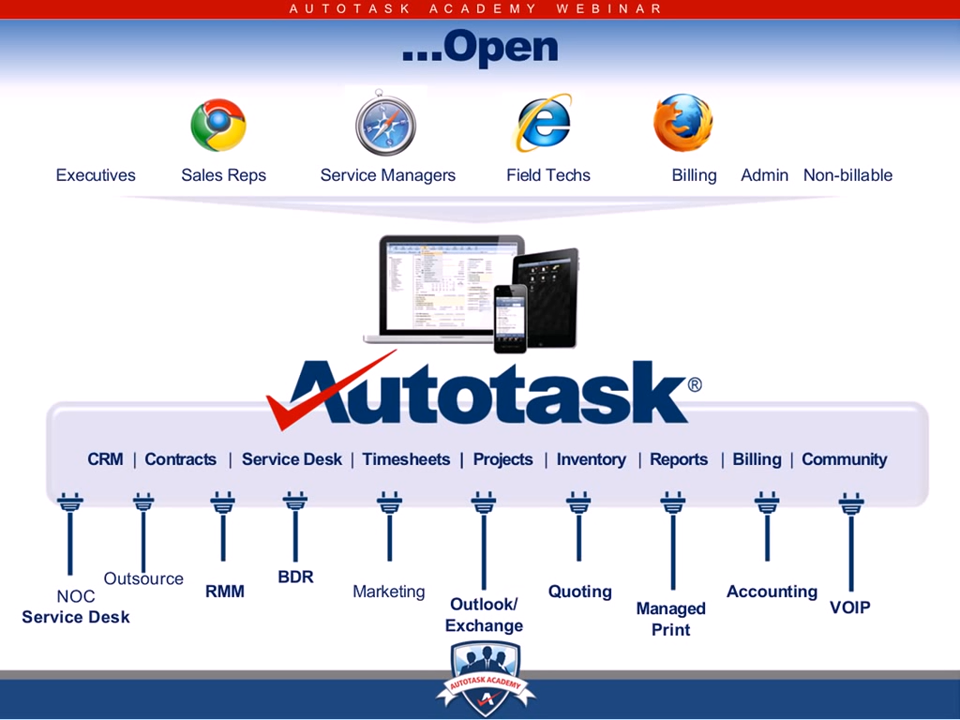 AUTOTASK ACADEMY WEBINAR
...Open
Executives Sales Reps Service Managers Field Techs Billing Admin Non-billable
Autotask®
CRM | Contracts | Service Desk | Timesheets | Projects | Inventory | Reports | Billing | Community
NOC
Service Desk
Outsource
RMM
BDR
Marketing
Outlook/
Exchange
Quoting
Managed
Print
Accounting
VOIP
AUTOTASK ACADEMY